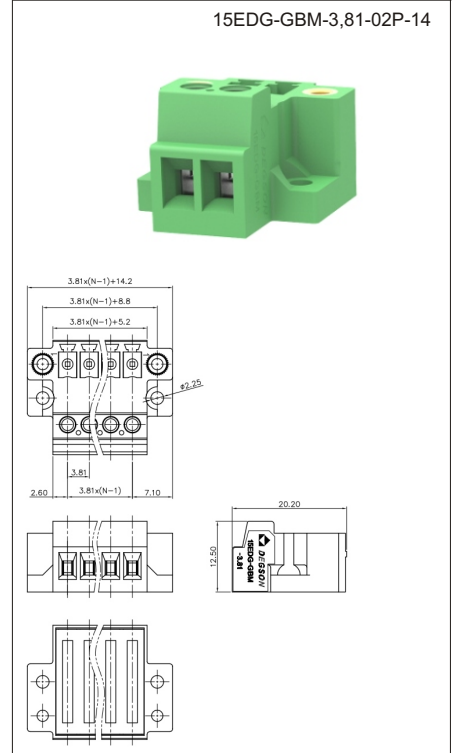 15EDG-GBM-3,81-02P-14
3.81x(N-1)+14.2
3.81x(N-1)+8.8
3.81x(N-1)+5.2
ø2.25
3.81
2.60
3.81x(N-1)
7.10
20.20
12.50
DEGSON
15EDG-GBM
-3.81